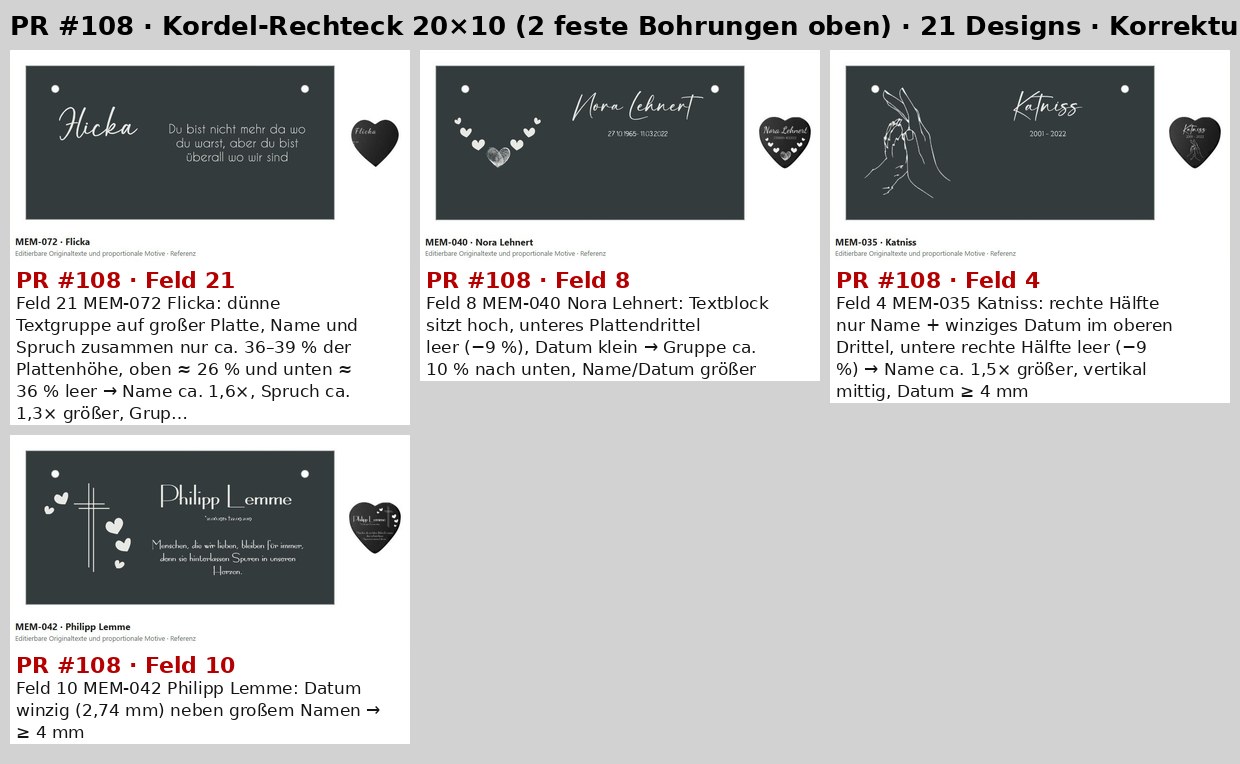 PR #108 · Kordel-Rechteck 20×10 (2 feste Bohrungen oben) · 21 Designs · Korrektu
Flicka
Du bist nicht mehr da wo
du warst, aber du bist
überall wo wir sind
Flicka
MEM-072 · Flicka
Editierbare Originaltexte und proportionale Motive · Referenz
PR #108 · Feld 21
Feld 21 MEM-072 Flicka: dünne
Textgruppe auf großer Platte, Name und
Spruch zusammen nur ca. 36–39 % der
Plattenhöhe, oben ≈ 26 % und unten ≈
36 % leer → Name ca. 1,6×, Spruch ca.
1,3× größer, Grup…
Nora Lehnert
27.10.1965- 11.03.2022
Nora Lehnert
MEM-040 · Nora Lehnert
Editierbare Originaltexte und proportionale Motive · Referenz
PR #108 · Feld 8
Feld 8 MEM-040 Nora Lehnert: Textblock
sitzt hoch, unteres Plattendrittel
leer (−9 %), Datum klein → Gruppe ca.
10 % nach unten, Name/Datum größer
Katniss
2001 - 2022
Katniss
2001 - 2022
MEM-035 · Katniss
Editierbare Originaltexte und proportionale Motive · Referenz
PR #108 · Feld 4
Feld 4 MEM-035 Katniss: rechte Hälfte
nur Name + winziges Datum im oberen
Drittel, untere rechte Hälfte leer (−9
%) → Name ca. 1,5× größer, vertikal
mittig, Datum ≥ 4 mm
Philipp Lemme
Menschen, die wir lieben, bleiben für immer,
denn sie hinterlassen Spuren in unseren
Herzen.
Philipp Lemme
MEM-042 · Philipp Lemme
Editierbare Originaltexte und proportionale Motive · Referenz
PR #108 · Feld 10
Feld 10 MEM-042 Philipp Lemme: Datum
winzig (2,74 mm) neben großem Namen →
≥ 4 mm